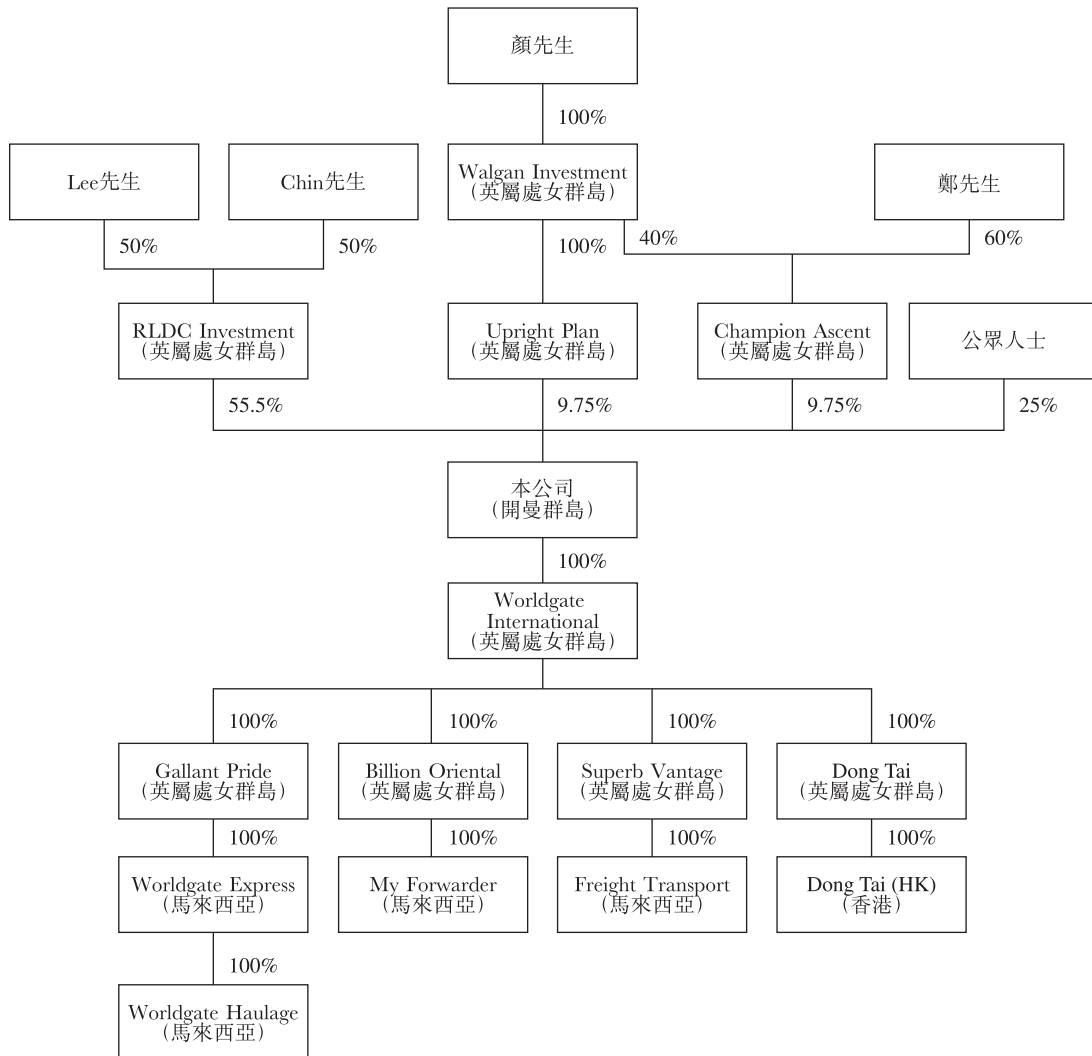 顏先生
100%
Lee先生
Chin先生
Walgan Investment
(英屬處女群島)
鄭先生
50%
50%
100%
40%
60%
RLDC Investment
(英屬處女群島)
Upright Plan
(英屬處女群島)
Champion Ascent
(英屬處女群島)
公眾人士
55.5%
9.75%
9.75%
25%
本公司
(開曼群島)
100%
Worldgate
International
(英屬處女群島)
100%
100%
100%
100%
Gallant Pride
(英屬處女群島)
Billion Oriental
(英屬處女群島)
Superb Vantage
(英屬處女群島)
Dong Tai
(英屬處女群島)
100%
100%
100%
100%
Worldgate Express
(馬來西亞)
My Forwarder
(馬來西亞)
Freight Transport
(馬來西亞)
Dong Tai (HK)
(香港)
100%
Worldgate Haulage
(馬來西亞)